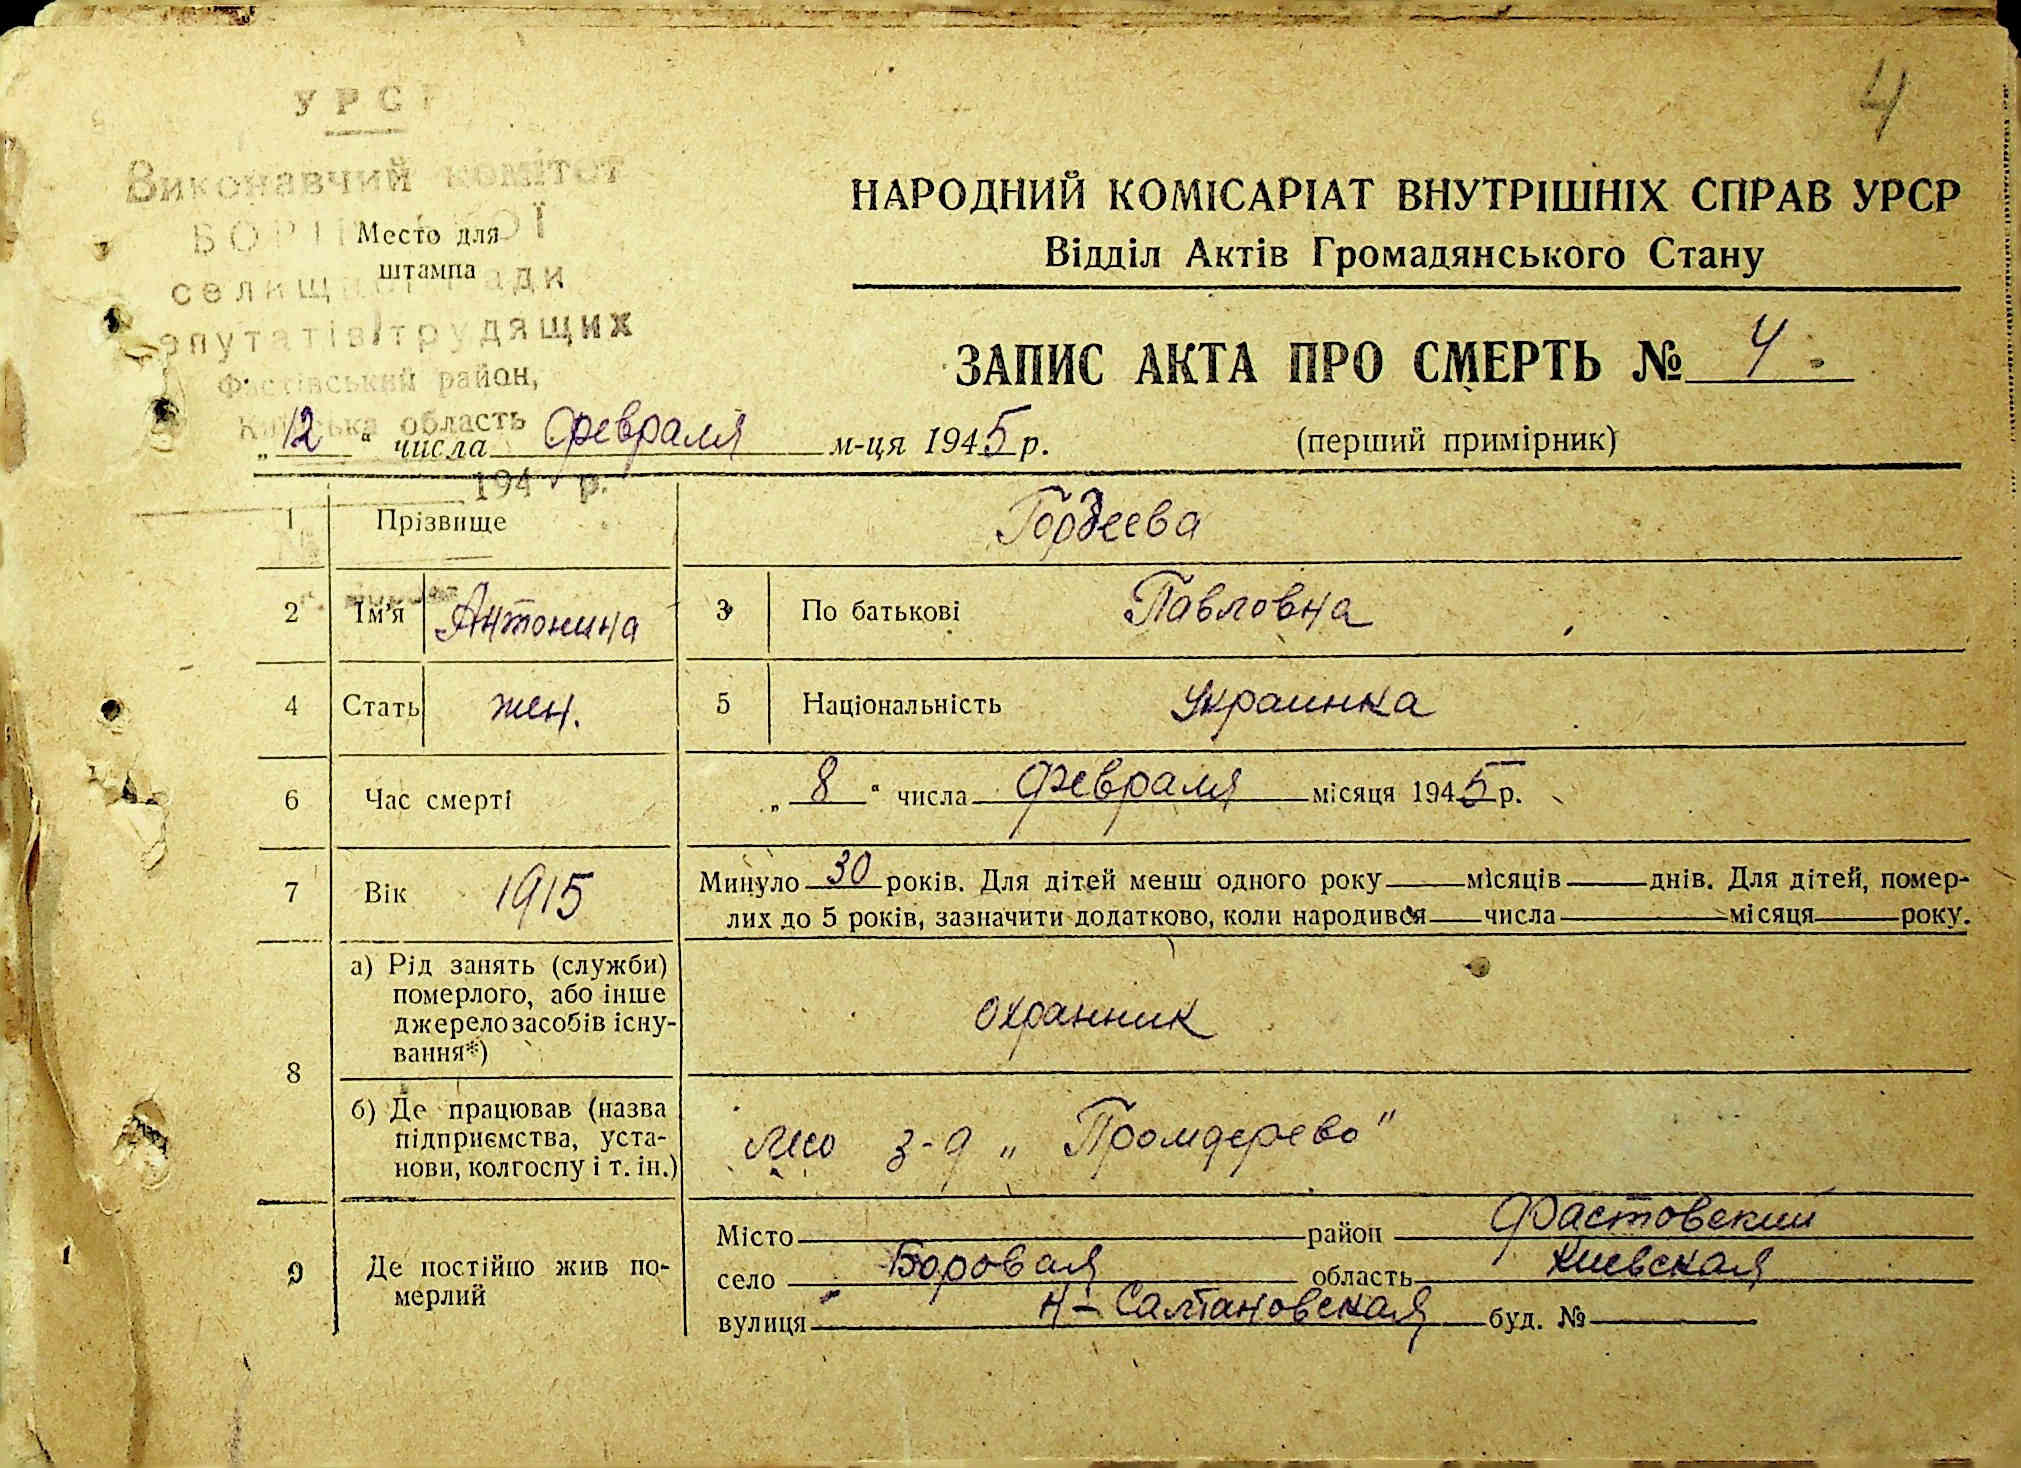 4
УРС
Виконавчий комітет
Место для
штампа
селищ ради
депутатів трудящих
Фастівський район,
Київська область
194 р.
НАРОДНИЙ КОМІСАРІАТ ВНУТРІШНІХ СПРАВ УРСР
Відділ Актів Громадянського Стану
ЗАПИС АКТА ПРО СМЕРТЬ № 4.
„12“ числа февраля м-ця 1945 р.
(перший примірник)
1 Прізвище Гордеева
2 Ім'я Антонина 3 По батькові Павловна
4 Стать жен. 5 Національність Украинка
6 Час смерті „8“ числа февраля місяця 1945 р.
7 Вік 1915 Минуло 30 років. Для дітей менш одного року місяців днів. Для дітей, помер-
лих до 5 років, зазначити додатково, коли народився числа місяця року.
8 а) Рід занять (служби)
померлого, або інше
джерело засобів існу-
вання*)
охранник
б) Де працював (назва
підприємства, уста-
нови, колгоспу і т. ін.)
з-д „Промдерево"
9 Де постійно жив по-
мерлий
Місто район Фастовский
село Боровая область Киевская
вулиця Н-Салтановская буд. №